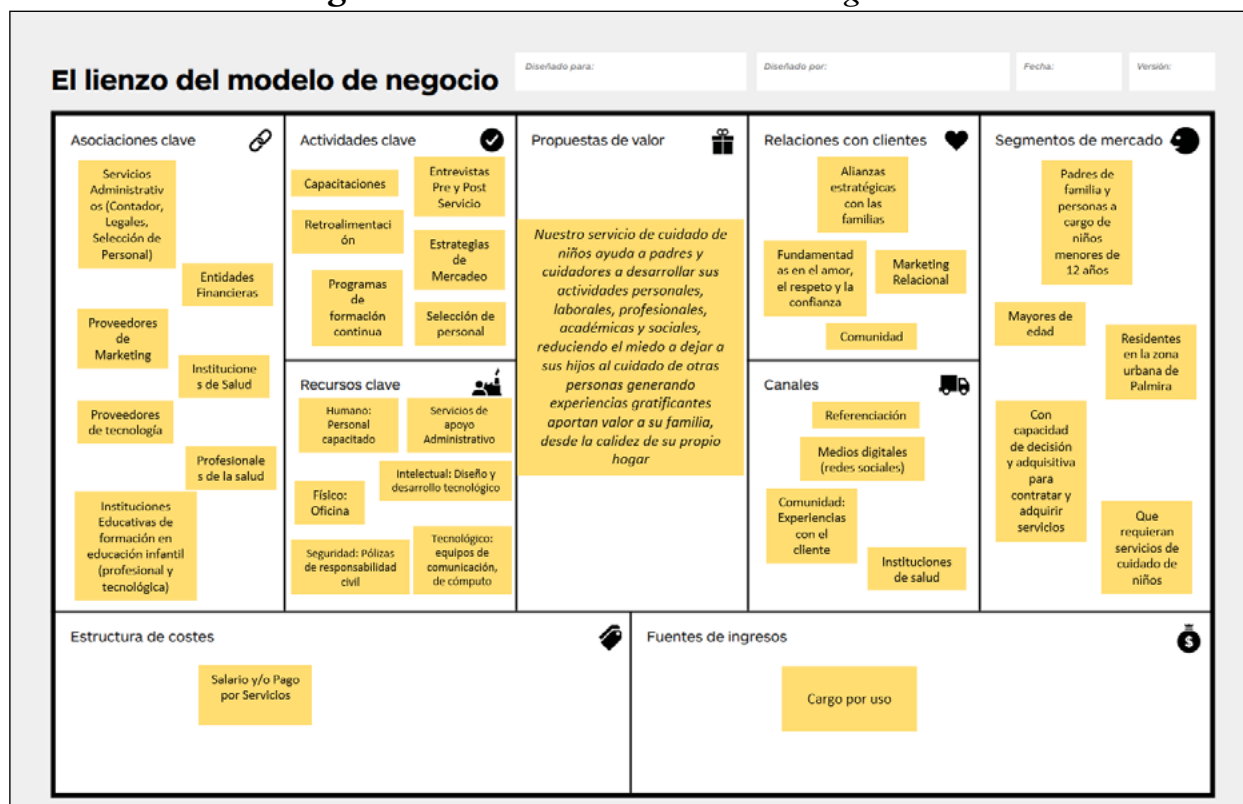 El lienzo del modelo de negocio
Diseñado para:
Diseñado por:
Fecha:
Versión:
Asociaciones clave
Servicios
Administrativ
os (Contador,
Legales,
Selección de
Personal)
Entidades
Financieras
Proveedores
de
Marketing
Institucione
s de Salud
Proveedores
de tecnología
Profesionale
s de la salud
Instituciones
Educativas de
formación en
educación infantil
(profesional y
tecnológica)
Actividades clave
Capacitaciones
Entrevistas
Pre y Post
Servicio
Retroalimentaci
ón
Estrategias
de
Mercadeo
Programas
de
formación
continua
Selección de
personal
Recursos clave
Humano:
Personal
capacitado
Servicios de
apoyo
Administrativo
Intelectual: Diseño y
desarrollo tecnológico
Físico:
Oficina
Seguridad: Pólizas
de responsabilidad
civil
Tecnológico:
equipos de
comunicación,
de cómputo
Propuestas de valor
Nuestro servicio de cuidado de
niños ayuda a padres y
cuidadores a desarrollar sus
actividades personales,
laborales, profesionales,
académicas y sociales,
reduciendo el miedo a dejar a
sus hijos al cuidado de otras
personas generando
experiencias gratificantes
aportan valor a su familia,
desde la calidez de su propio
hogar
Relaciones con clientes
Alianzas
estratégicas
con las
familias
Fundamentad
as en el amor,
el respeto y la
confianza
Marketing
Relacional
Comunidad
Canales
Referenciación
Medios digitales
(redes sociales)
Comunidad:
Experiencias
con el
cliente
Instituciones
de salud
Segmentos de mercado
Padres de
familia y
personas a
cargo de
niños
menores de
12 años
Mayores de
edad
Residentes
en la zona
urbana de
Palmira
Con
capacidad
de decisión
y adquisitiva
para
contratar y
adquirir
servicios
Que
requieran
servicios de
cuidado de
niños
Estructura de costes
Salario y/o Pago
por Servicios
Fuentes de ingresos
Cargo por uso